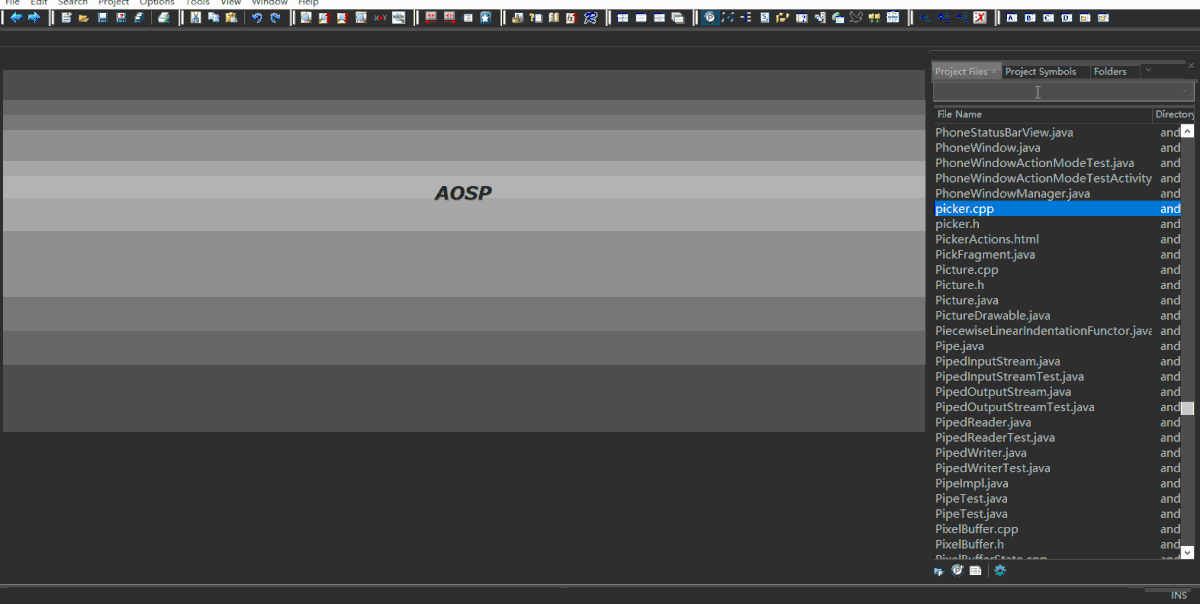 File Edit Search Project Options Tools View Window Help
Project Files Project Symbols Folders
File Name Directory
AOSP
PhoneStatusBarView.java and
PhoneWindow.java and
PhoneWindowActionModeTest.java and
PhoneWindowActionModeTestActivity and
PhoneWindowManager.java and
picker.cpp and
picker.h and
PickerActions.html and
PickFragment.java and
Picture.cpp and
Picture.h and
Picture.java and
PictureDrawable.java and
PiecewiseLinearIndentationFunctor.java and
Pipe.java and
PipedInputStream.java and
PipedInputStreamTest.java and
PipedOutputStream.java and
PipedOutputStreamTest.java and
PipedReader.java and
PipedReaderTest.java and
PipedWriter.java and
PipedWriterTest.java and
PipeImpl.java and
PipeTest.java and
PipeTest.java and
PixelBuffer.cpp and
PixelBuffer.h and
PixelBufferState.cpp and
INS